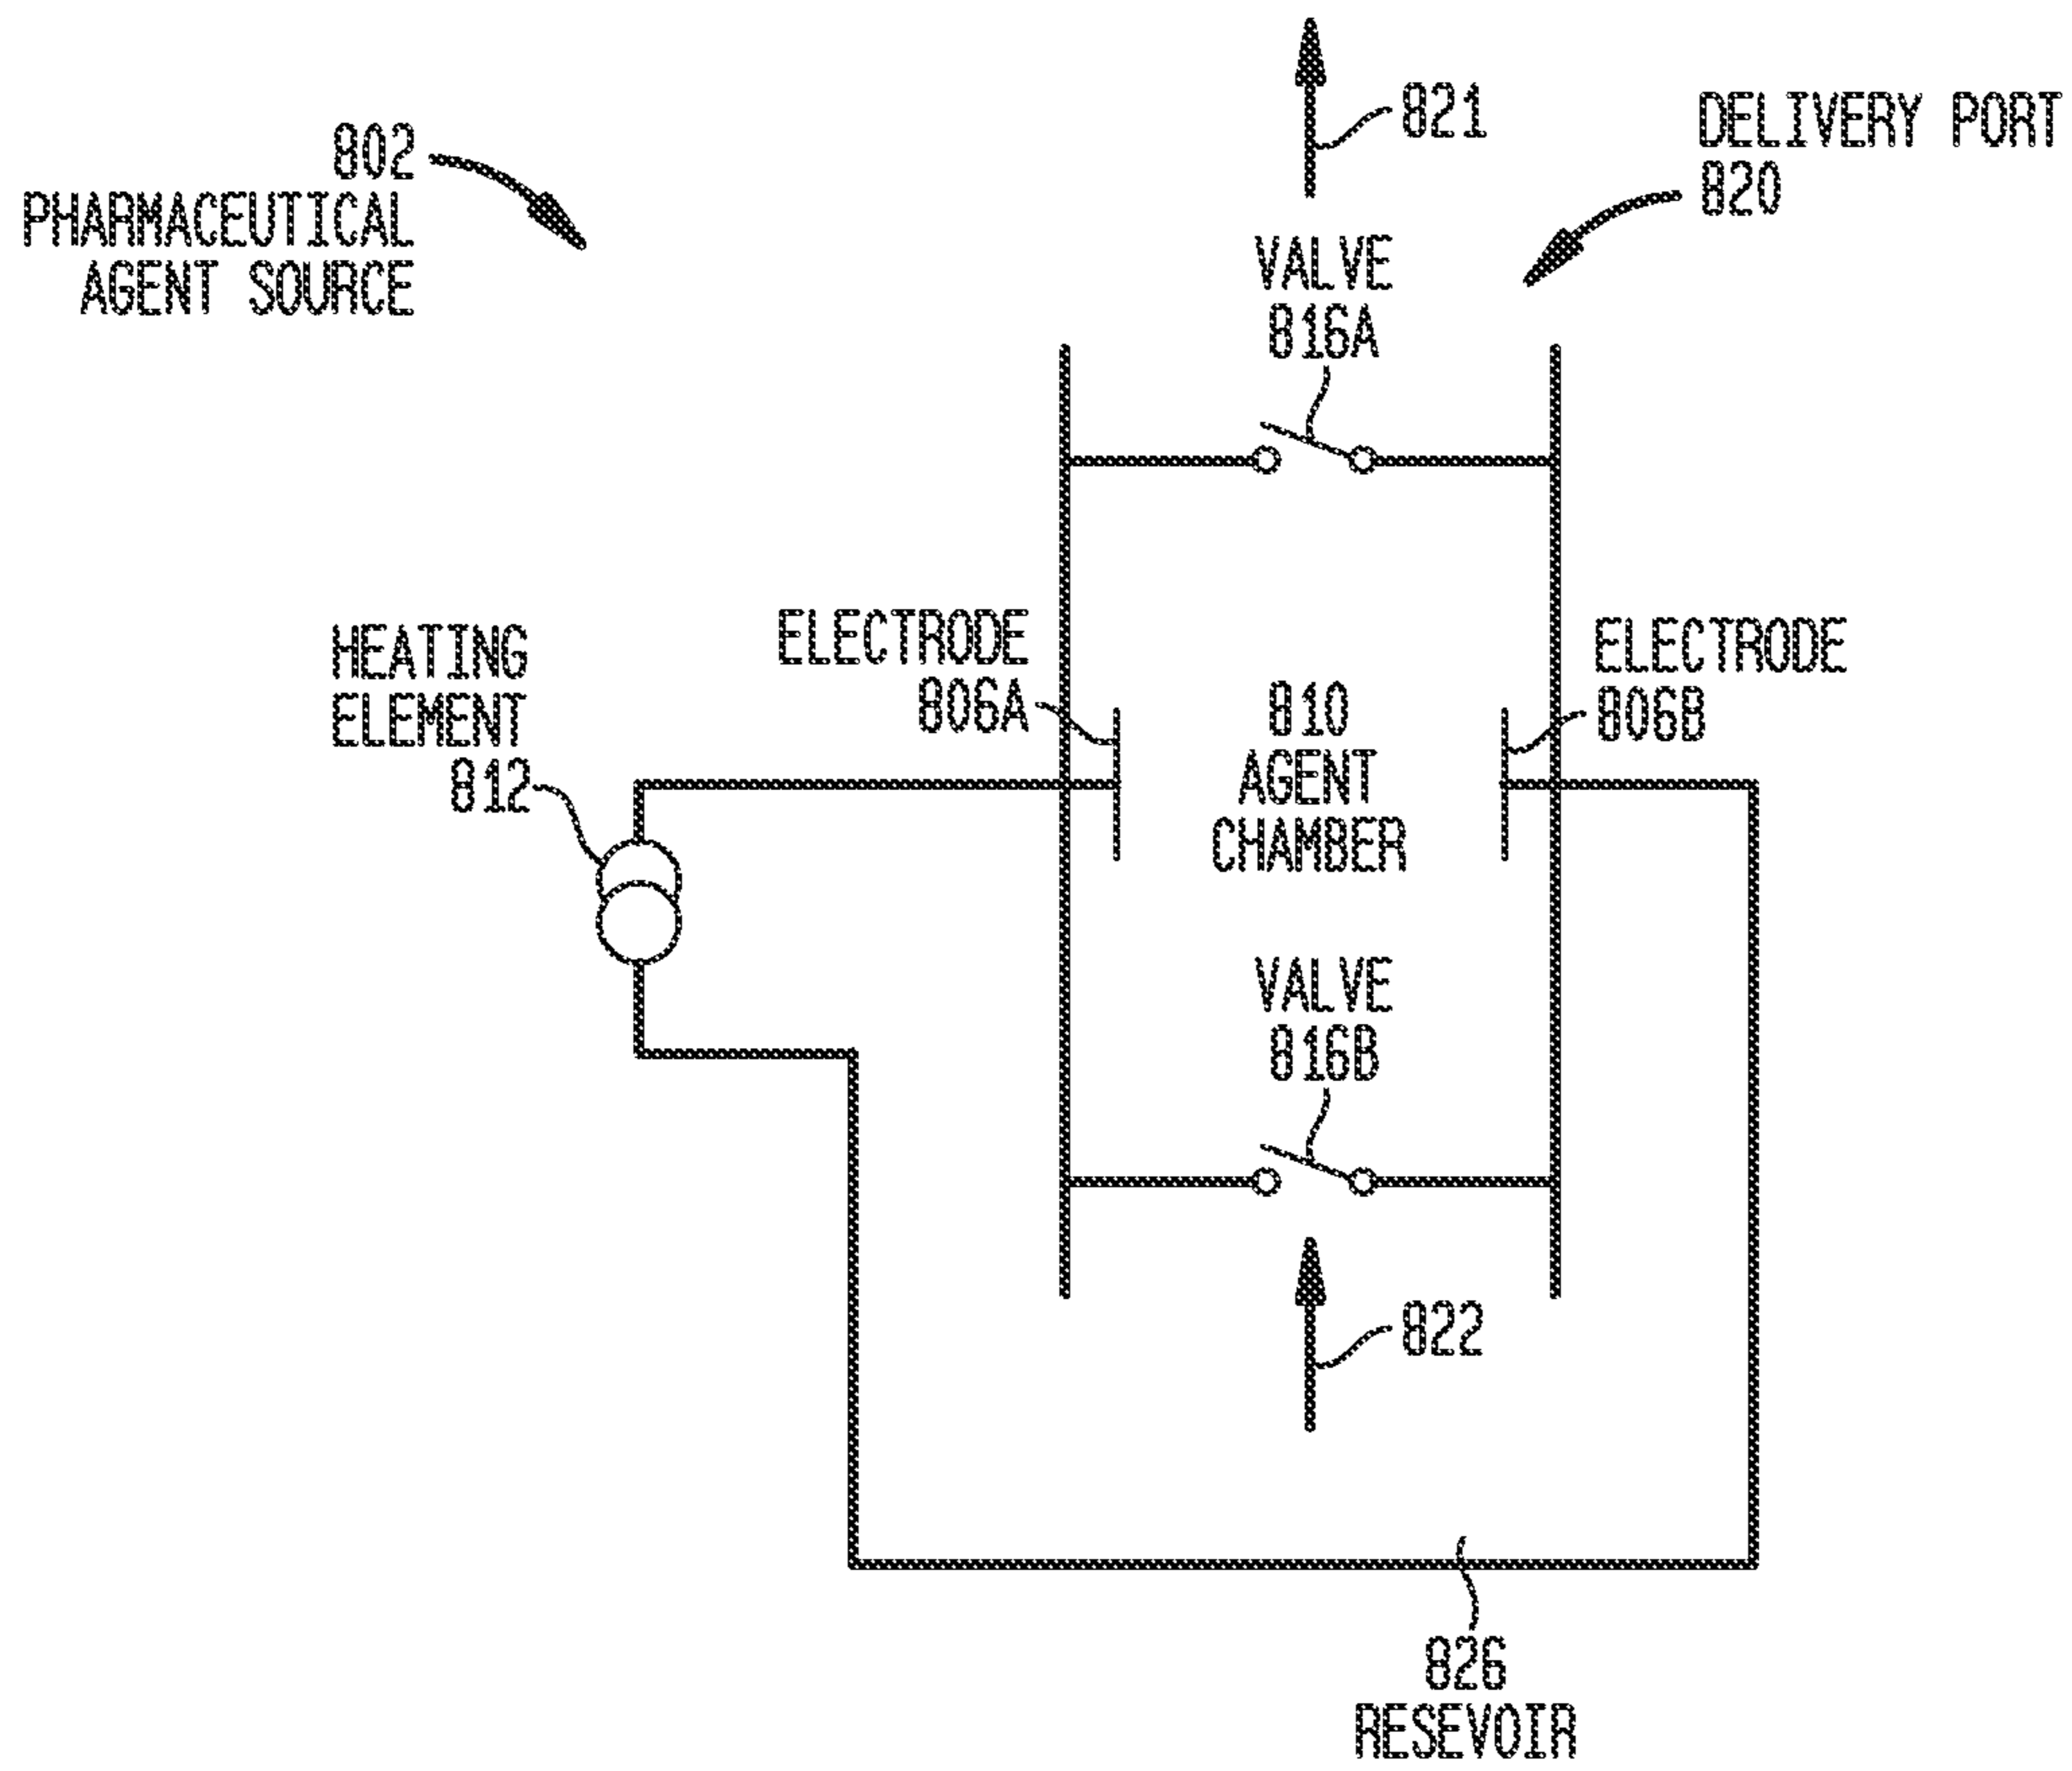 821
DELIVERY PORT
820
802
PHARMACEUTICAL
AGENT SOURCE
VALVE
816A
HEATING
ELEMENT
812
ELECTRODE
806A
810
AGENT
CHAMBER
ELECTRODE
806B
VALVE
816B
822
826
RESEVOIR